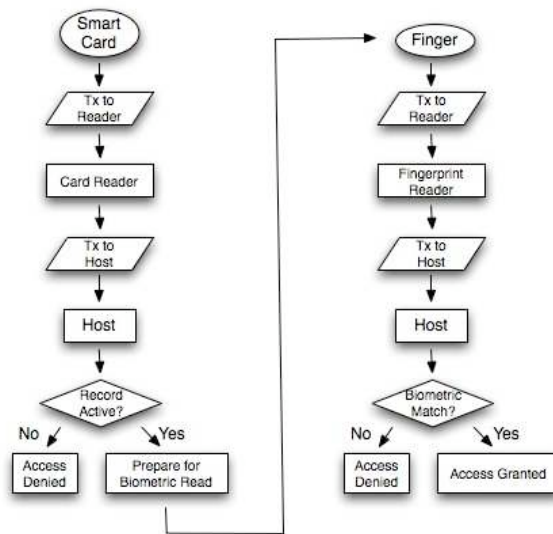 Smart
Card
Tx to
Reader
Card Reader
Tx to
Host
Host
Record
Active?
No
Yes
Access
Denied
Prepare for
Biometric Read
Finger
Tx to
Reader
Fingerprint
Reader
Tx to
Host
Host
Biometric
Match?
No
Yes
Access
Denied
Access Granted